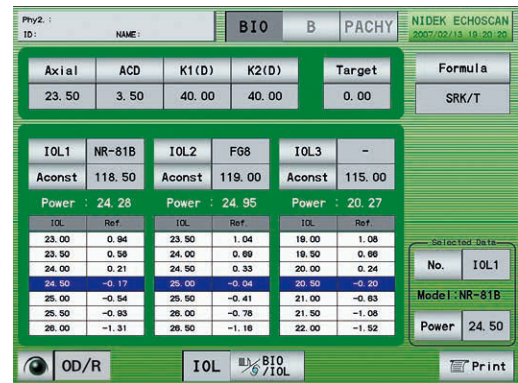 Phy2. :
ID: NAME:
BIO B PACHY
NIDEK ECHOSCAN
2007/02/13 19:20:20
Axial ACD K1(D) K2(D) Target
23.50 3.50 40.00 40.00 0.00
Formula
SRK/T
IOL1 NR-81B IOL2 FG8 IOL3 -
Aconst 118.50 Aconst 119.00 Aconst 115.00
Power : 24.28 Power : 24.95 Power : 20.27
IOL Ref. IOL Ref. IOL Ref.
23.00 0.94 23.50 1.04 19.00 1.08
23.50 0.58 24.00 0.69 19.50 0.66
24.00 0.21 24.50 0.33 20.00 0.24
24.50 -0.17 25.00 -0.04 20.50 -0.20
25.00 -0.54 25.50 -0.41 21.00 -0.63
25.50 -0.93 26.00 -0.78 21.50 -1.08
26.00 -1.31 26.50 -1.16 22.00 -1.52
Selected Data
No. IOL1
Model:NR-81B
Power 24.50
OD/R IOL BIO/IOL Print